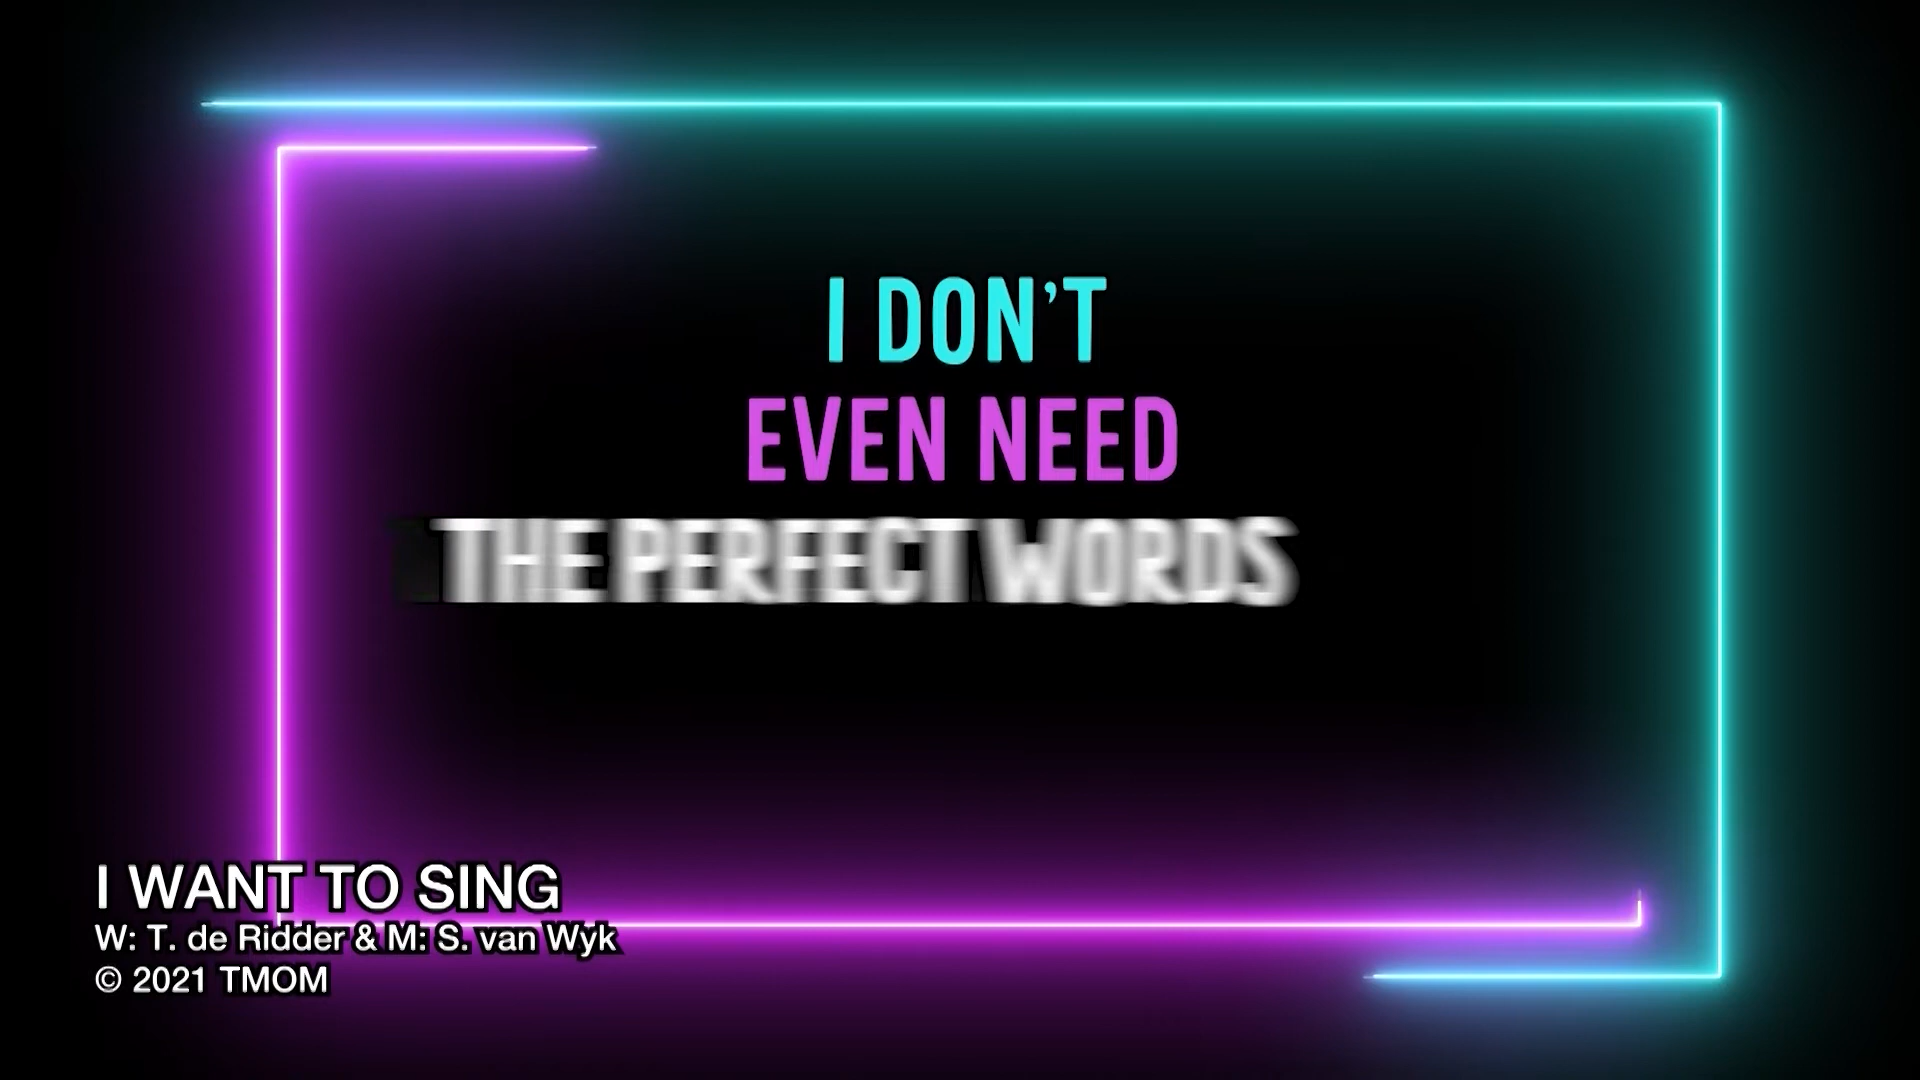 I DON’T
EVEN NEED
THE PERFECT WORDS
I WANT TO SING
W: T. de Ridder & M: S. van Wyk
© 2021 TMOM